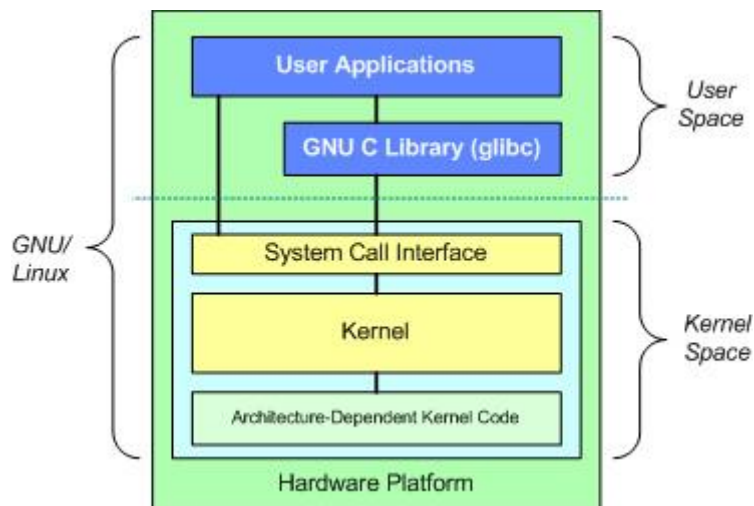 User Applications
GNU C Library (glibc)
User
Space
GNU/
Linux
System Call Interface
Kernel
Architecture-Dependent Kernel Code
Kernel
Space
Hardware Platform